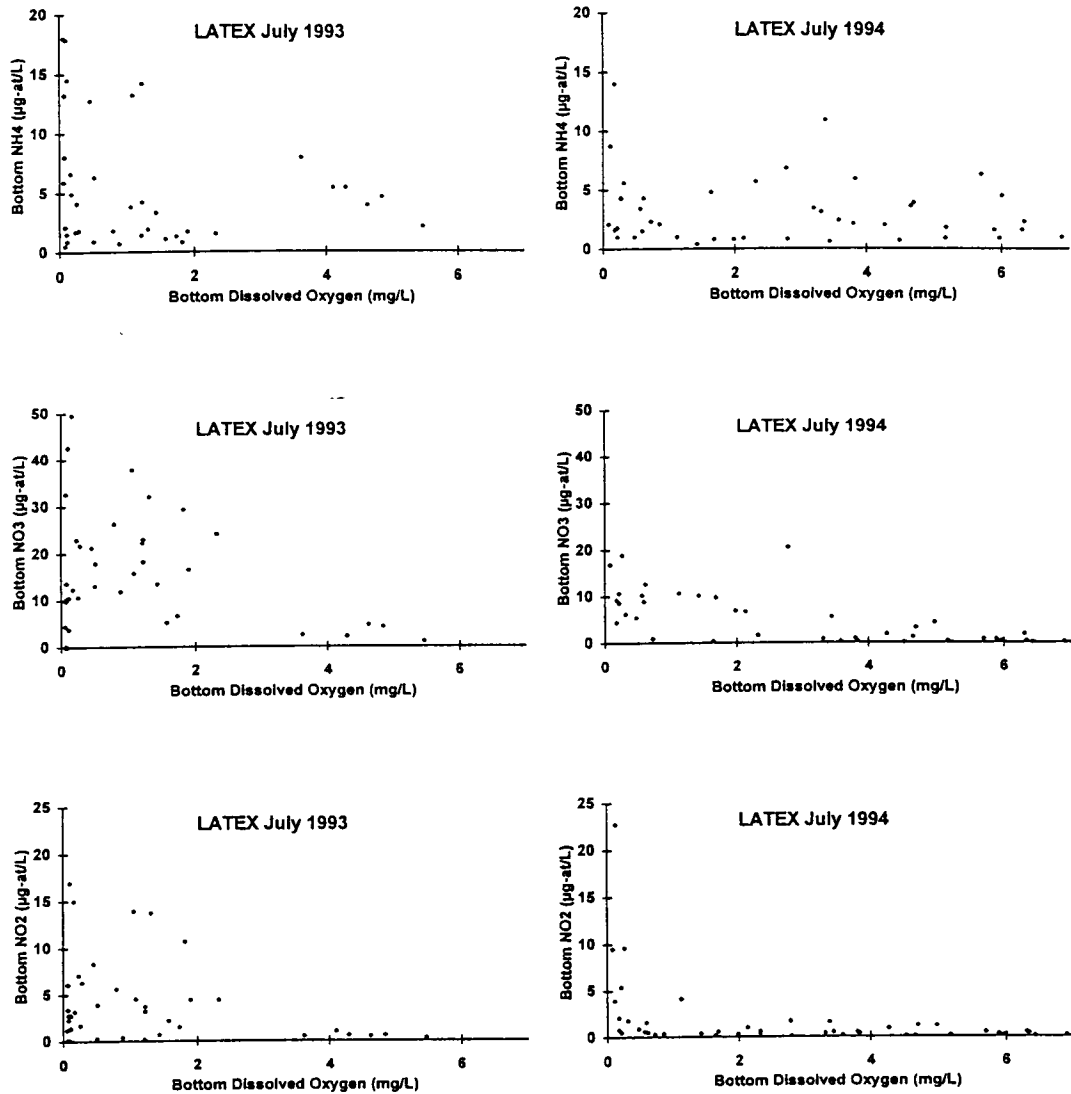 LATEX July 1993
Bottom NH4 (µg-at/L)
20
15
10
5
0
0 2 4 6
Bottom Dissolved Oxygen (mg/L)
LATEX July 1994
Bottom NH4 (µg-at/L)
20
15
10
5
0
0 2 4 6
Bottom Dissolved Oxygen (mg/L)
LATEX July 1993
Bottom NO3 (µg-at/L)
50
40
30
20
10
0
0 2 4 6
Bottom Dissolved Oxygen (mg/L)
LATEX July 1994
Bottom NO3 (µg-at/L)
50
40
30
20
10
0
0 2 4 6
Bottom Dissolved Oxygen (mg/L)
LATEX July 1993
Bottom NO2 (µg-at/L)
25
20
15
10
5
0
0 2 4 6
Bottom Dissolved Oxygen (mg/L)
LATEX July 1994
Bottom NO2 (µg-at/L)
25
20
15
10
5
0
0 2 4 6
Bottom Dissolved Oxygen (mg/L)